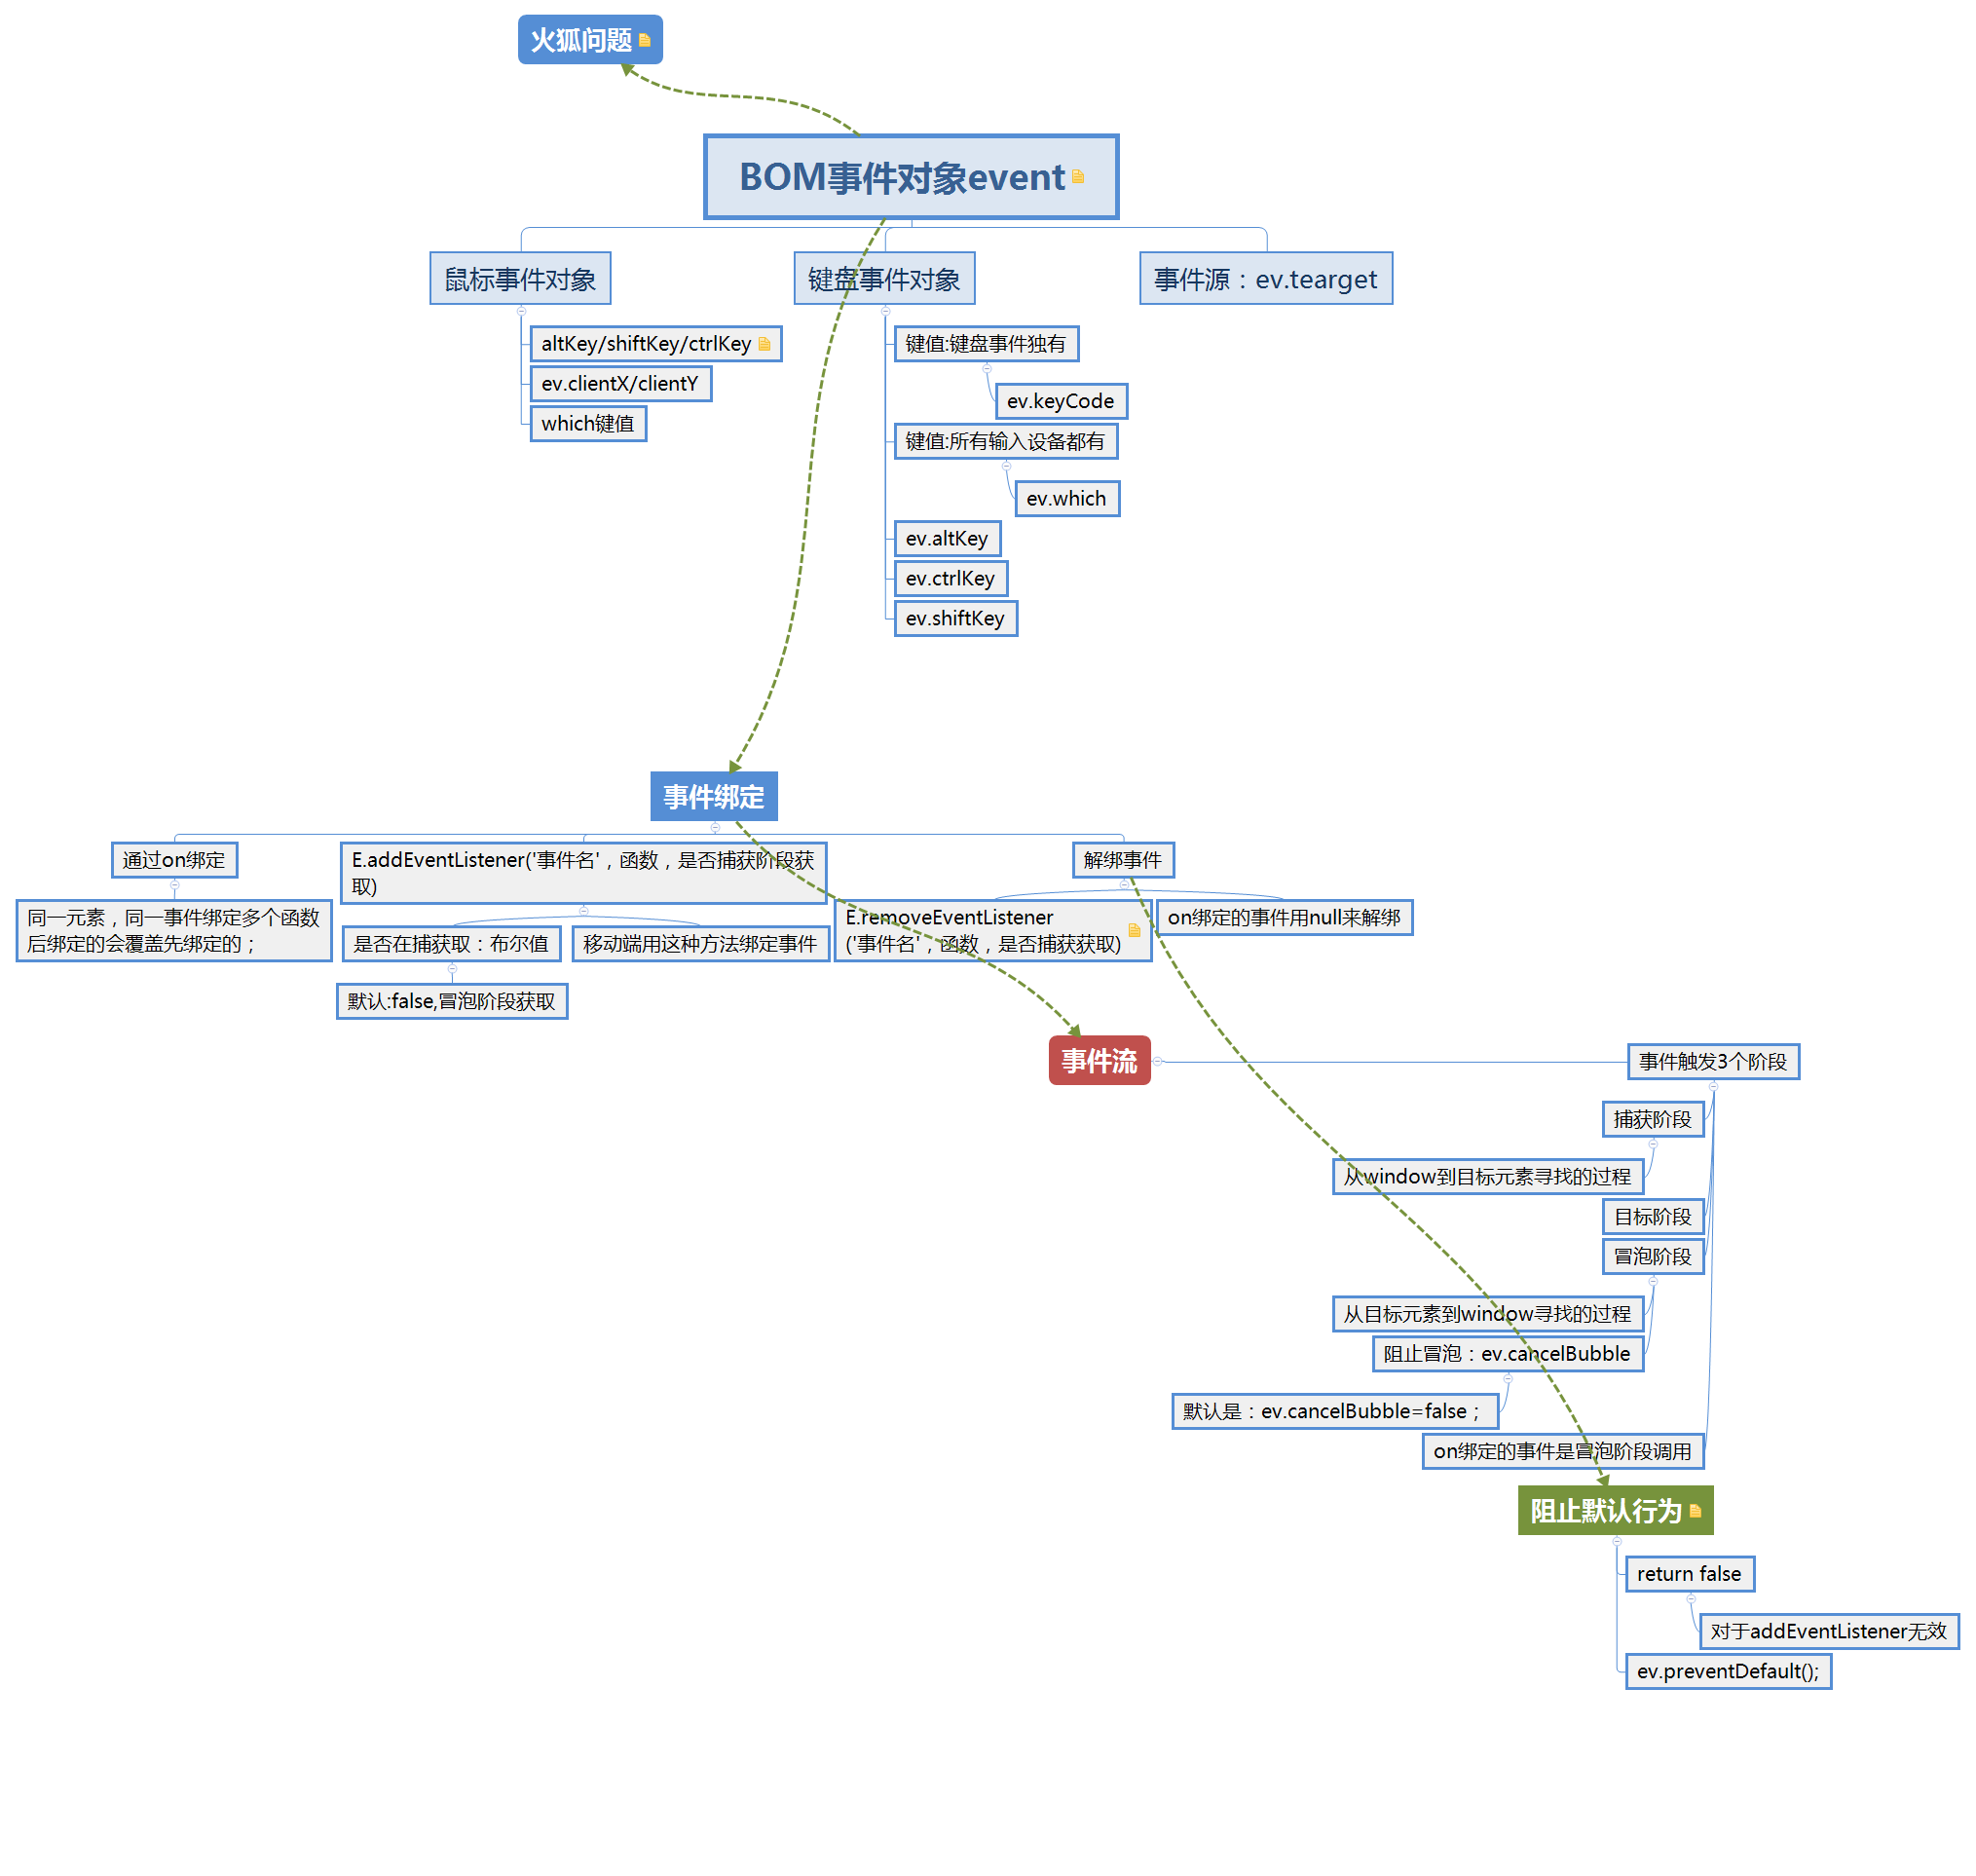 火狐问题
BOM事件对象event
鼠标事件对象
altKey/shiftKey/ctrlKey
ev.clientX/clientY
which键值
键盘事件对象
键值:键盘事件独有
ev.keyCode
键值:所有输入设备都有
ev.which
ev.altKey
ev.ctrlKey
ev.shiftKey
事件源：ev.tearget
事件绑定
通过on绑定
同一元素，同一事件绑定多个函数
后绑定的会覆盖先绑定的；
E.addEventListener('事件名'，函数，是否捕获阶段获
取)
是否在捕获取：布尔值
默认:false,冒泡阶段获取
移动端用这种方法绑定事件
解绑事件
E.removeEventListener
('事件名'，函数，是否捕获获取)
on绑定的事件用null来解绑
事件流
事件触发3个阶段
捕获阶段
从window到目标元素寻找的过程
目标阶段
冒泡阶段
从目标元素到window寻找的过程
阻止冒泡：ev.cancelBubble
默认是：ev.cancelBubble=false；
on绑定的事件是冒泡阶段调用
阻止默认行为
return false
对于addEventListener无效
ev.preventDefault();